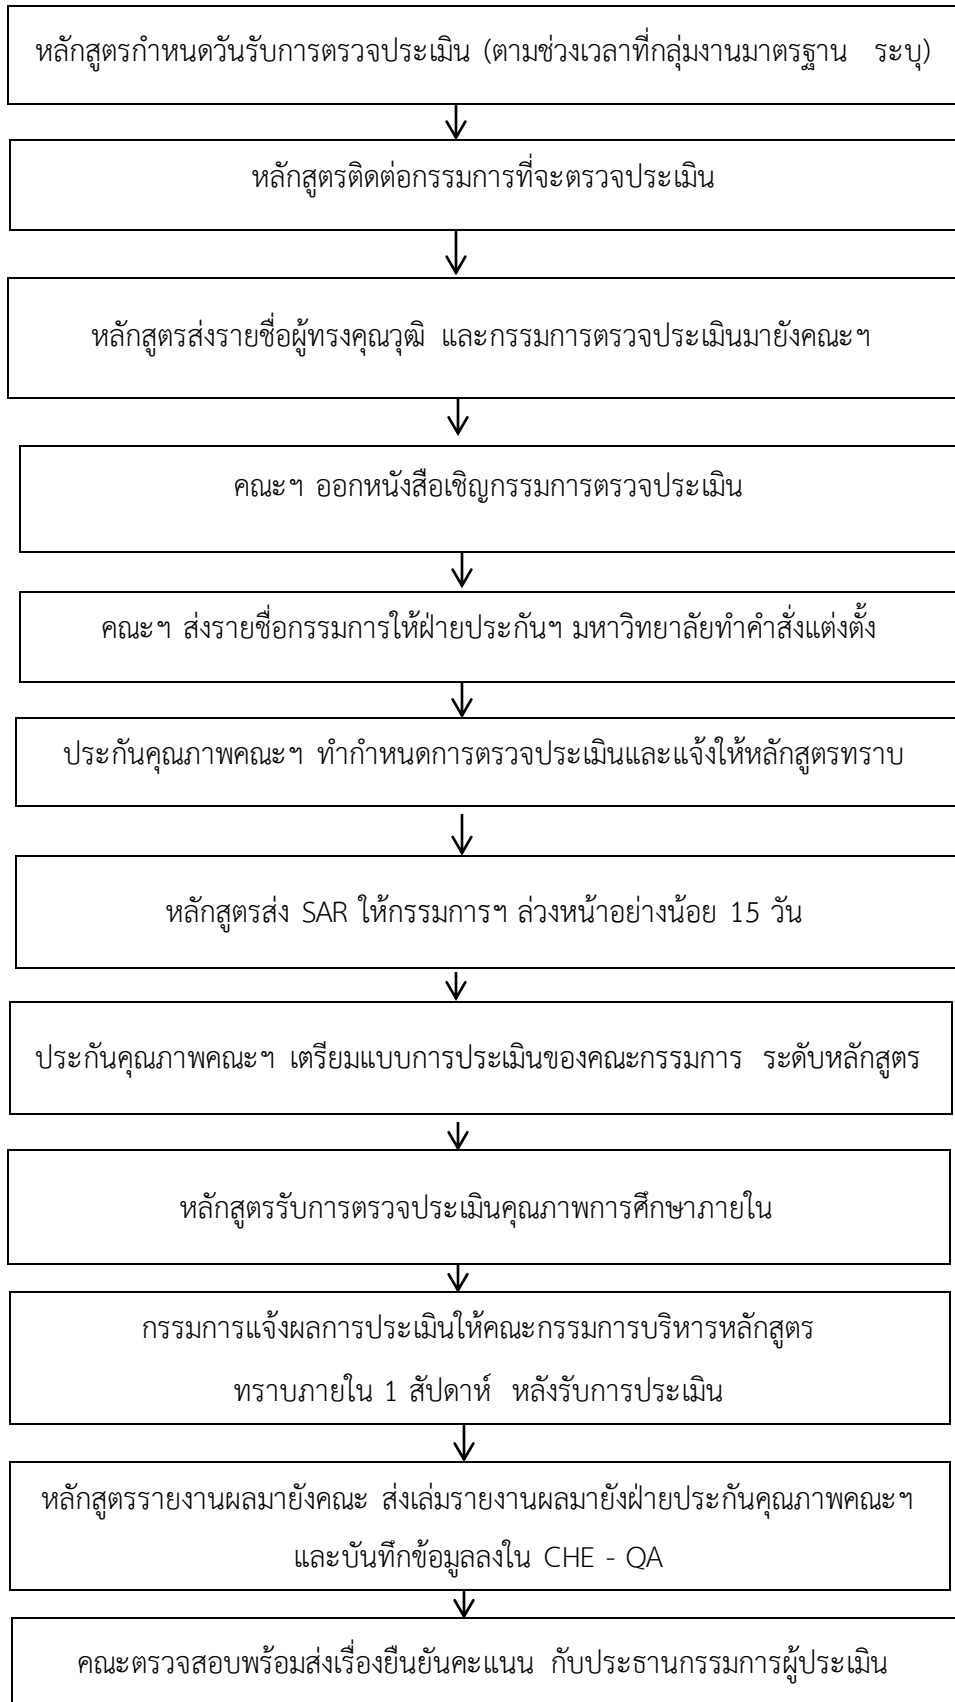 หลักสูตรกำหนดวันรับการตรวจประเมิน (ตามช่วงเวลาที่กลุ่มงานมาตรฐาน ระบุ)
หลักสูตรติดต่อกรรมการที่จะตรวจประเมิน
หลักสูตรส่งรายชื่อผู้ทรงคุณวุฒิ และกรรมการตรวจประเมินมายังคณะฯ
คณะฯ ออกหนังสือเชิญกรรมการตรวจประเมิน
คณะฯ ส่งรายชื่อกรรมการให้ฝ่ายประกันฯ มหาวิทยาลัยทำคำสั่งแต่งตั้ง
ประกันคุณภาพคณะฯ ทำกำหนดการตรวจประเมินและแจ้งให้หลักสูตรทราบ
หลักสูตรส่ง SAR ให้กรรมการฯ ล่วงหน้าอย่างน้อย 15 วัน
ประกันคุณภาพคณะฯ เตรียมแบบการประเมินของคณะกรรมการ ระดับหลักสูตร
หลักสูตรรับการตรวจประเมินคุณภาพการศึกษาภายใน
กรรมการแจ้งผลการประเมินให้คณะกรรมการบริหารหลักสูตร
ทราบภายใน 1 สัปดาห์ หลังรับการประเมิน
หลักสูตรรายงานผลมายังคณะ ส่งเล่มรายงานผลมายังฝ่ายประกันคุณภาพคณะฯ
และบันทึกข้อมูลลงใน CHE - QA
คณะตรวจสอบพร้อมส่งเรื่องยืนยันคะแนน กับประธานกรรมการผู้ประเมิน